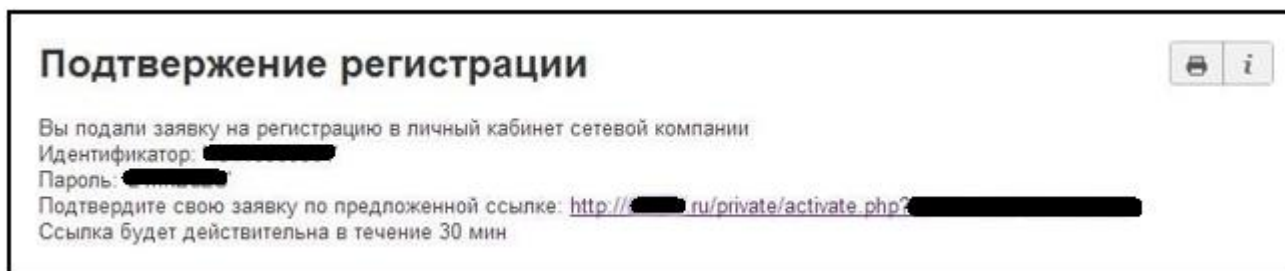 Подтвержение регистрации
i
Вы подали заявку на регистрацию в личный кабинет сетевой компании
Идентификатор:
Пароль:
Подтвердите свою заявку по предложенной ссылке: http:// ru/private/activate.php?
Ссылка будет действительна в течение 30 мин